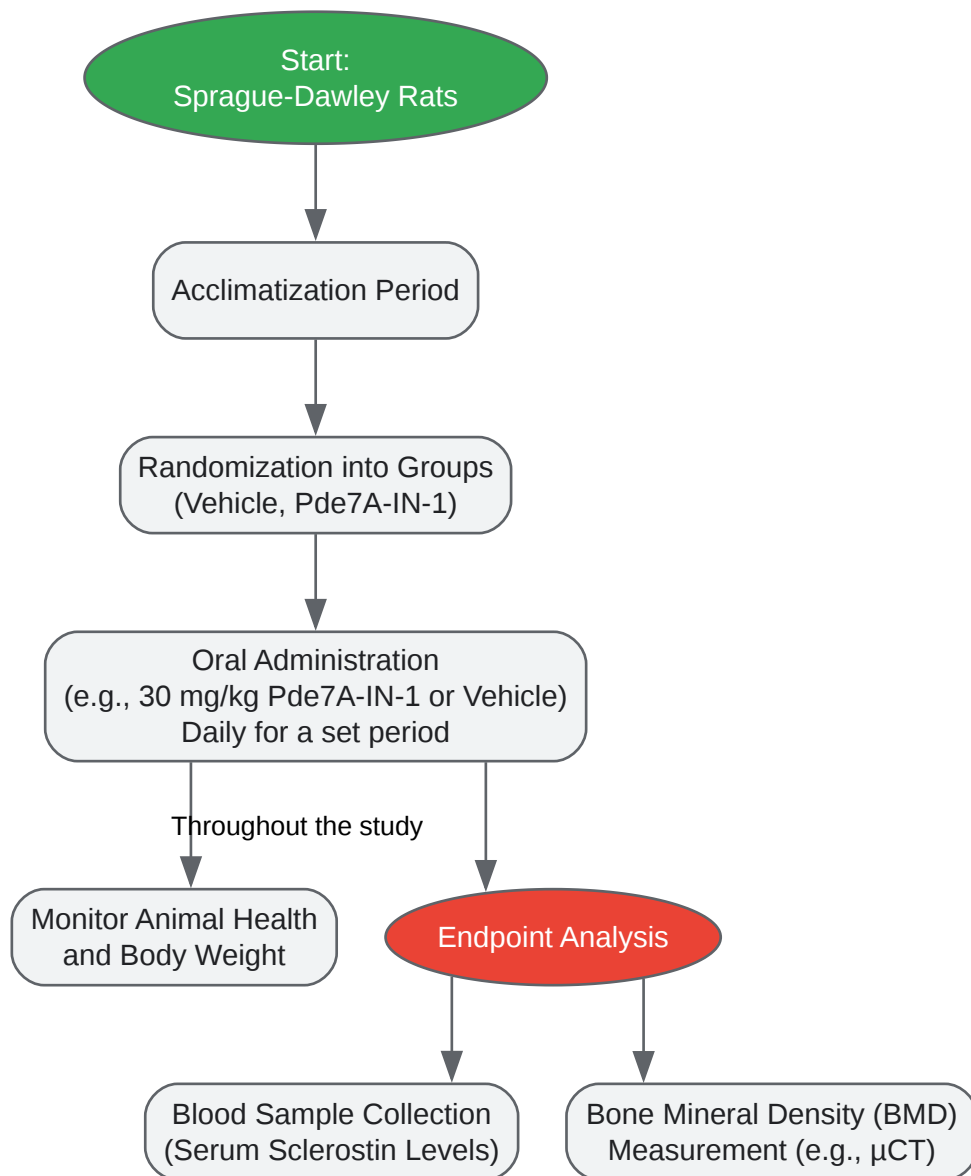 Start:
Sprague-Dawley Rats
Acclimatization Period
Randomization into Groups
(Vehicle, Pde7A-IN-1)
Oral Administration
(e.g., 30 mg/kg Pde7A-IN-1 or Vehicle)
Daily for a set period
Throughout the study
Monitor Animal Health
and Body Weight
Endpoint Analysis
Blood Sample Collection
(Serum Sclerostin Levels)
Bone Mineral Density (BMD)
Measurement (e.g., µCT)